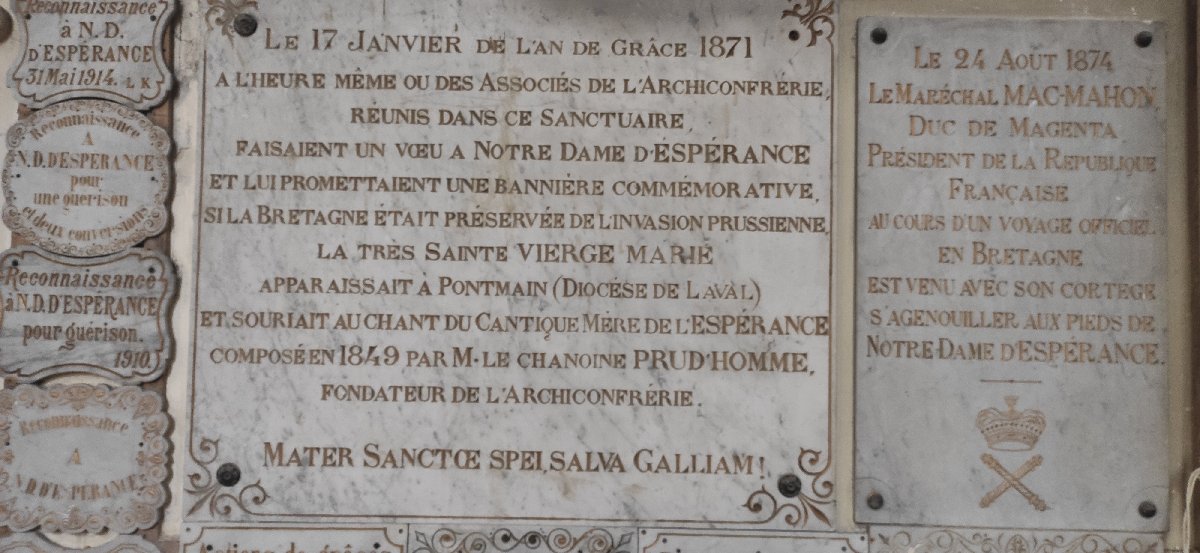 Reconnaissance
à N. D.
D'ESPÉRANCE
31 Mai 1914. L K
Reconnaissance
A
N.D. D'ESPÉRANCE
pour
une guérison
et deux conversions
Reconnaissance
à N.D. D'ESPÉRANCE
pour guérison.
1910
Reconnaissance
A
N.D D'ESPÉRANCE
LE 17 JANVIER DE L'AN DE GRÂCE 1871
A L'HEURE MÊME OU DES ASSOCIÉS DE L'ARCHICONFRÉRIE,
RÉUNIS DANS CE SANCTUAIRE,
FAISAIENT UN VŒU A NOTRE DAME D'ESPÉRANCE
ET LUI PROMETTAIENT UNE BANNIÈRE COMMÉMORATIVE,
SI LA BRETAGNE ÉTAIT PRÉSERVÉE DE L'INVASION PRUSSIENNE,
LA TRÈS SAINTE VIERGE MARIE
APPARAISSAIT A PONTMAIN (DIOCÈSE DE LAVAL)
ET SOURIAIT AU CHANT DU CANTIQUE MÈRE DE L'ESPÉRANCE
COMPOSÉ EN 1849 PAR M. LE CHANOINE PRUD'HOMME,
FONDATEUR DE L'ARCHICONFRÉRIE.
MATER SANCTŒ SPEI, SALVA GALLIAM!
LE 24 AOÛT 1874
LE MARÉCHAL MAC-MAHON,
DUC DE MAGENTA
PRÉSIDENT DE LA REPUBLIQUE
FRANÇAISE
AU COURS D'UN VOYAGE OFFICIEL
EN BRETAGNE
EST VENU AVEC SON CORTEGE
S'AGENOUILLER AUX PIEDS DE
NOTRE-DAME D'ESPÉRANCE.